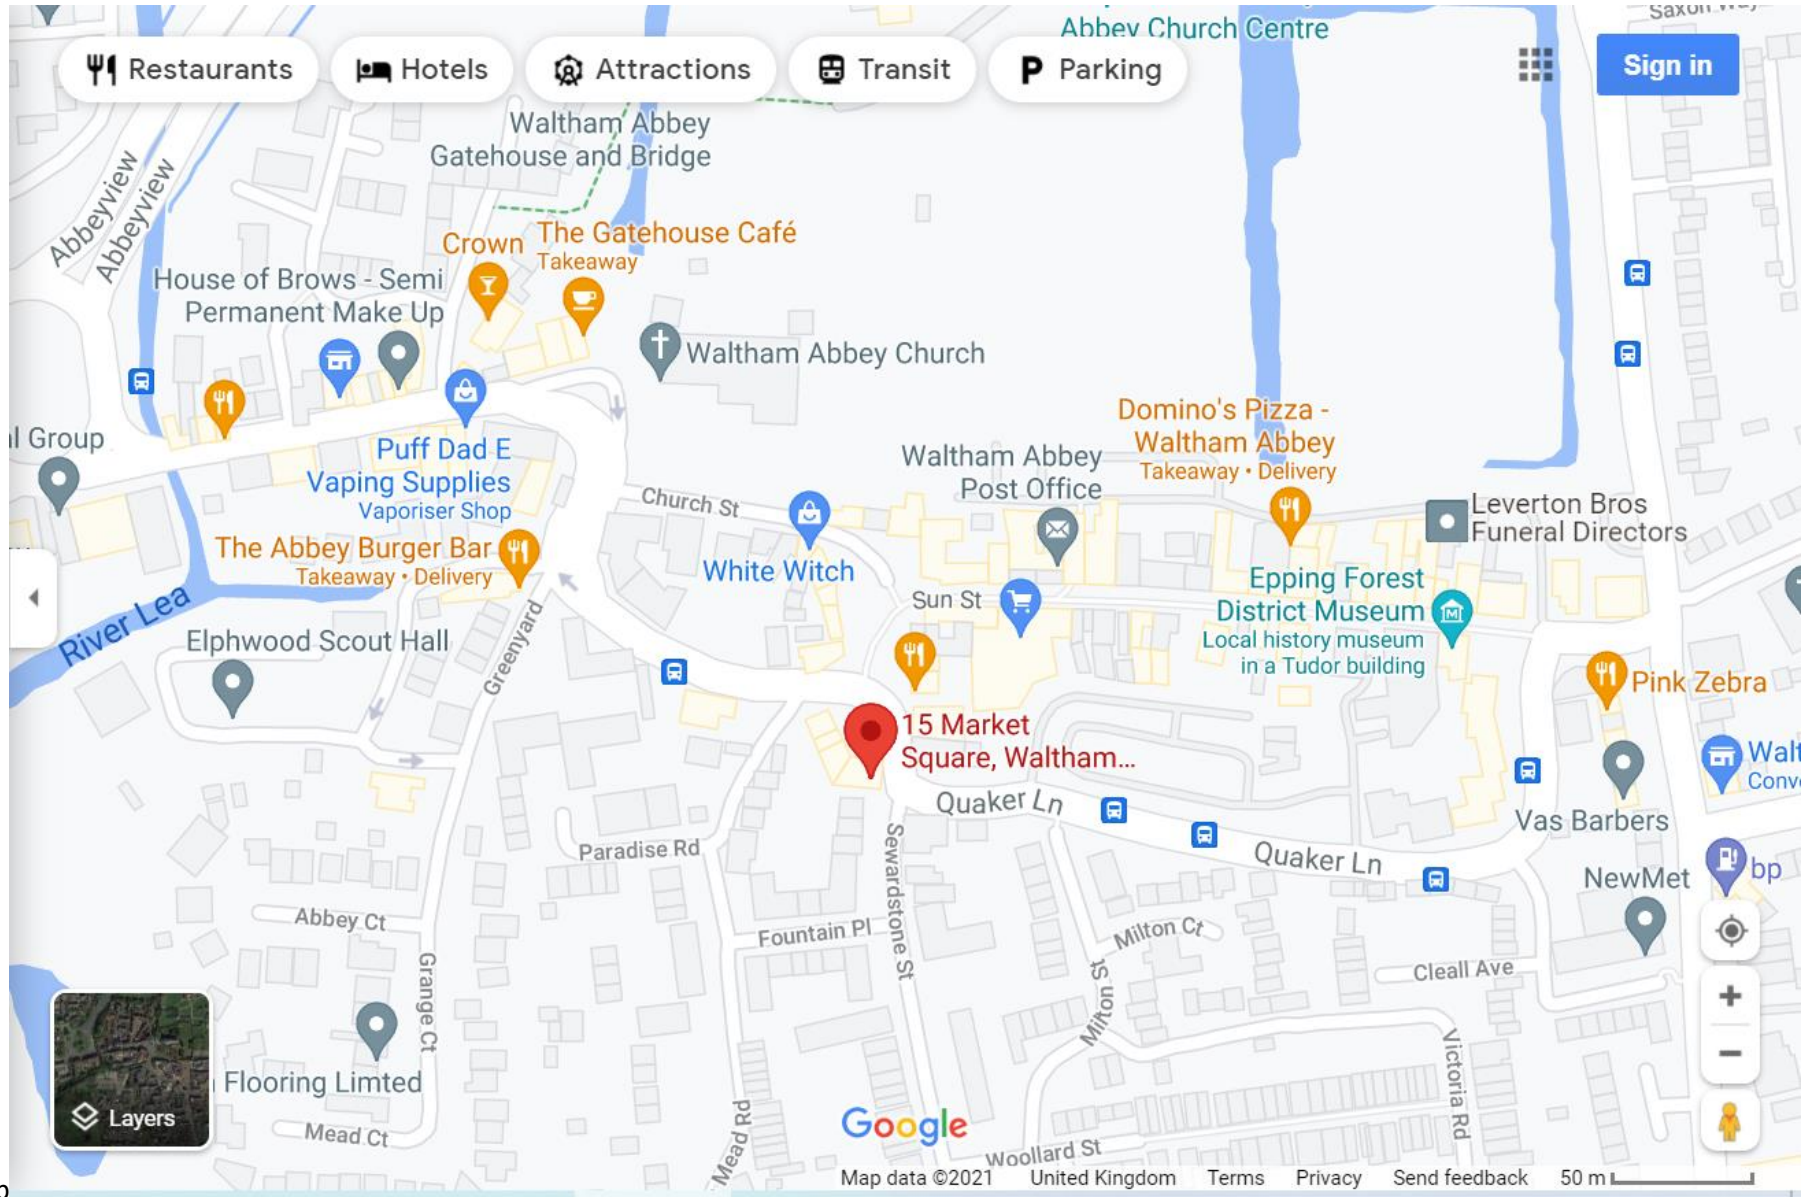 Saxon Way
Abbey Church Centre
Restaurants
Hotels
Attractions
Transit
Parking
Sign in
Waltham Abbey
Gatehouse and Bridge
Abbeyview
Abbeyview
Crown
The Gatehouse Café
Takeaway
House of Brows - Semi
Permanent Make Up
Waltham Abbey Church
Domino's Pizza -
Waltham Abbey
Takeaway • Delivery
l Group
Puff Dad E
Vaping Supplies
Vaporiser Shop
Waltham Abbey
Post Office
Church St
Leverton Bros
Funeral Directors
The Abbey Burger Bar
Takeaway • Delivery
White Witch
Sun St
Epping Forest
District Museum
Local history museum
in a Tudor building
River Lea
Elphwood Scout Hall
Greenyard
Pink Zebra
15 Market
Square, Waltham...
Walt
Conv
Quaker Ln
Vas Barbers
Paradise Rd
Sewardstone St
Quaker Ln
bp
NewMet
Abbey Ct
Fountain Pl
Milton Ct
Cleall Ave
Grange Ct
Milton St
Victoria Rd
Flooring Limted
Layers
Mead Ct
Mead Rd
Google
Woollard St
Map data ©2021
United Kingdom
Terms
Privacy
Send feedback
50 m